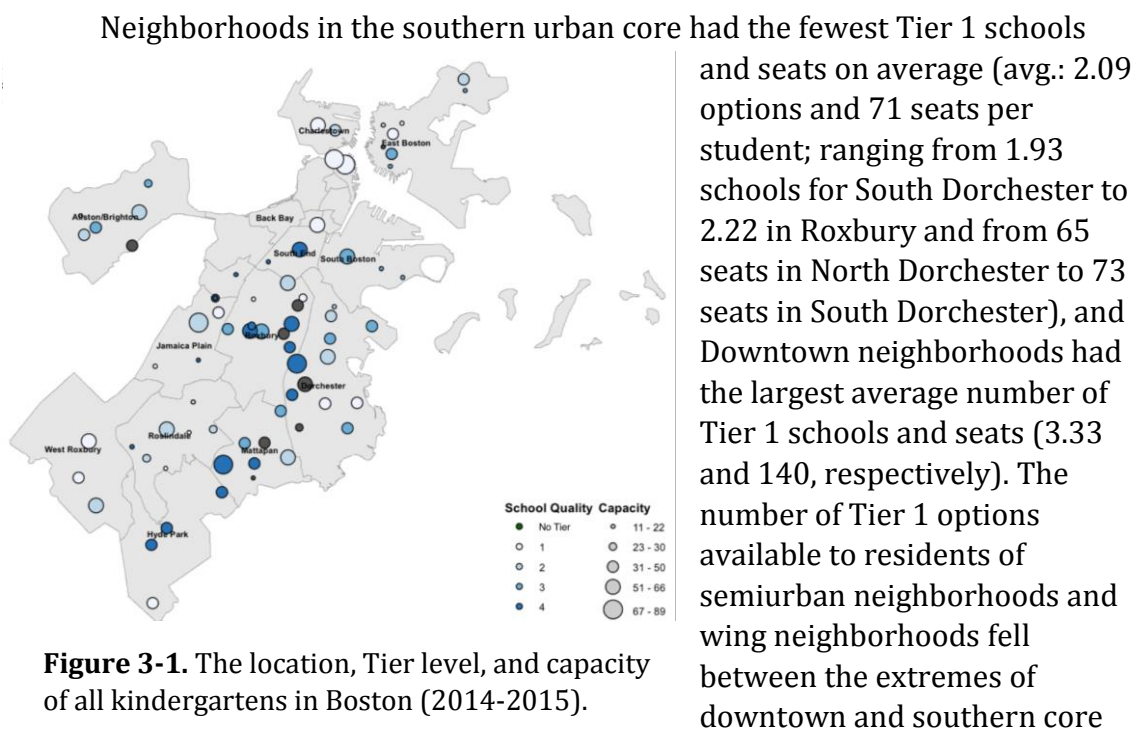 Neighborhoods in the southern urban core had the fewest Tier 1 schools
and seats on average (avg.: 2.09
options and 71 seats per
student; ranging from 1.93
schools for South Dorchester to
2.22 in Roxbury and from 65
seats in North Dorchester to 73
seats in South Dorchester), and
Downtown neighborhoods had
the largest average number of
Tier 1 schools and seats (3.33
and 140, respectively). The
number of Tier 1 options
available to residents of
semiurban neighborhoods and
wing neighborhoods fell
between the extremes of
downtown and southern core
Charlestown
East Boston
Allston/Brighton
Back Bay
South End
South Boston
Roxbury
Jamaica Plain
Dorchester
Roslindale
West Roxbury
Mattapan
Hyde Park
School Quality Capacity
No Tier 11 - 22
1 23 - 30
2 31 - 50
3 51 - 66
4 67 - 89
Figure 3-1. The location, Tier level, and capacity
of all kindergartens in Boston (2014-2015).